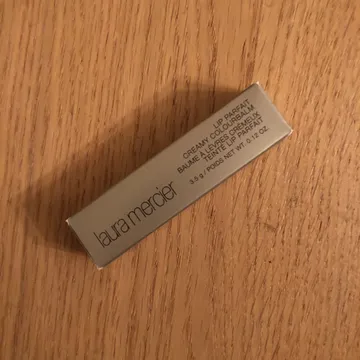 laura mercier
LIP PARFAIT
CREAMY COLOURBALM
BAUME À LÈVRES CRÉMEUX
TEINTÉ LIP PARFAIT
3.5 g / POIDS NET WT. 0.12 OZ.